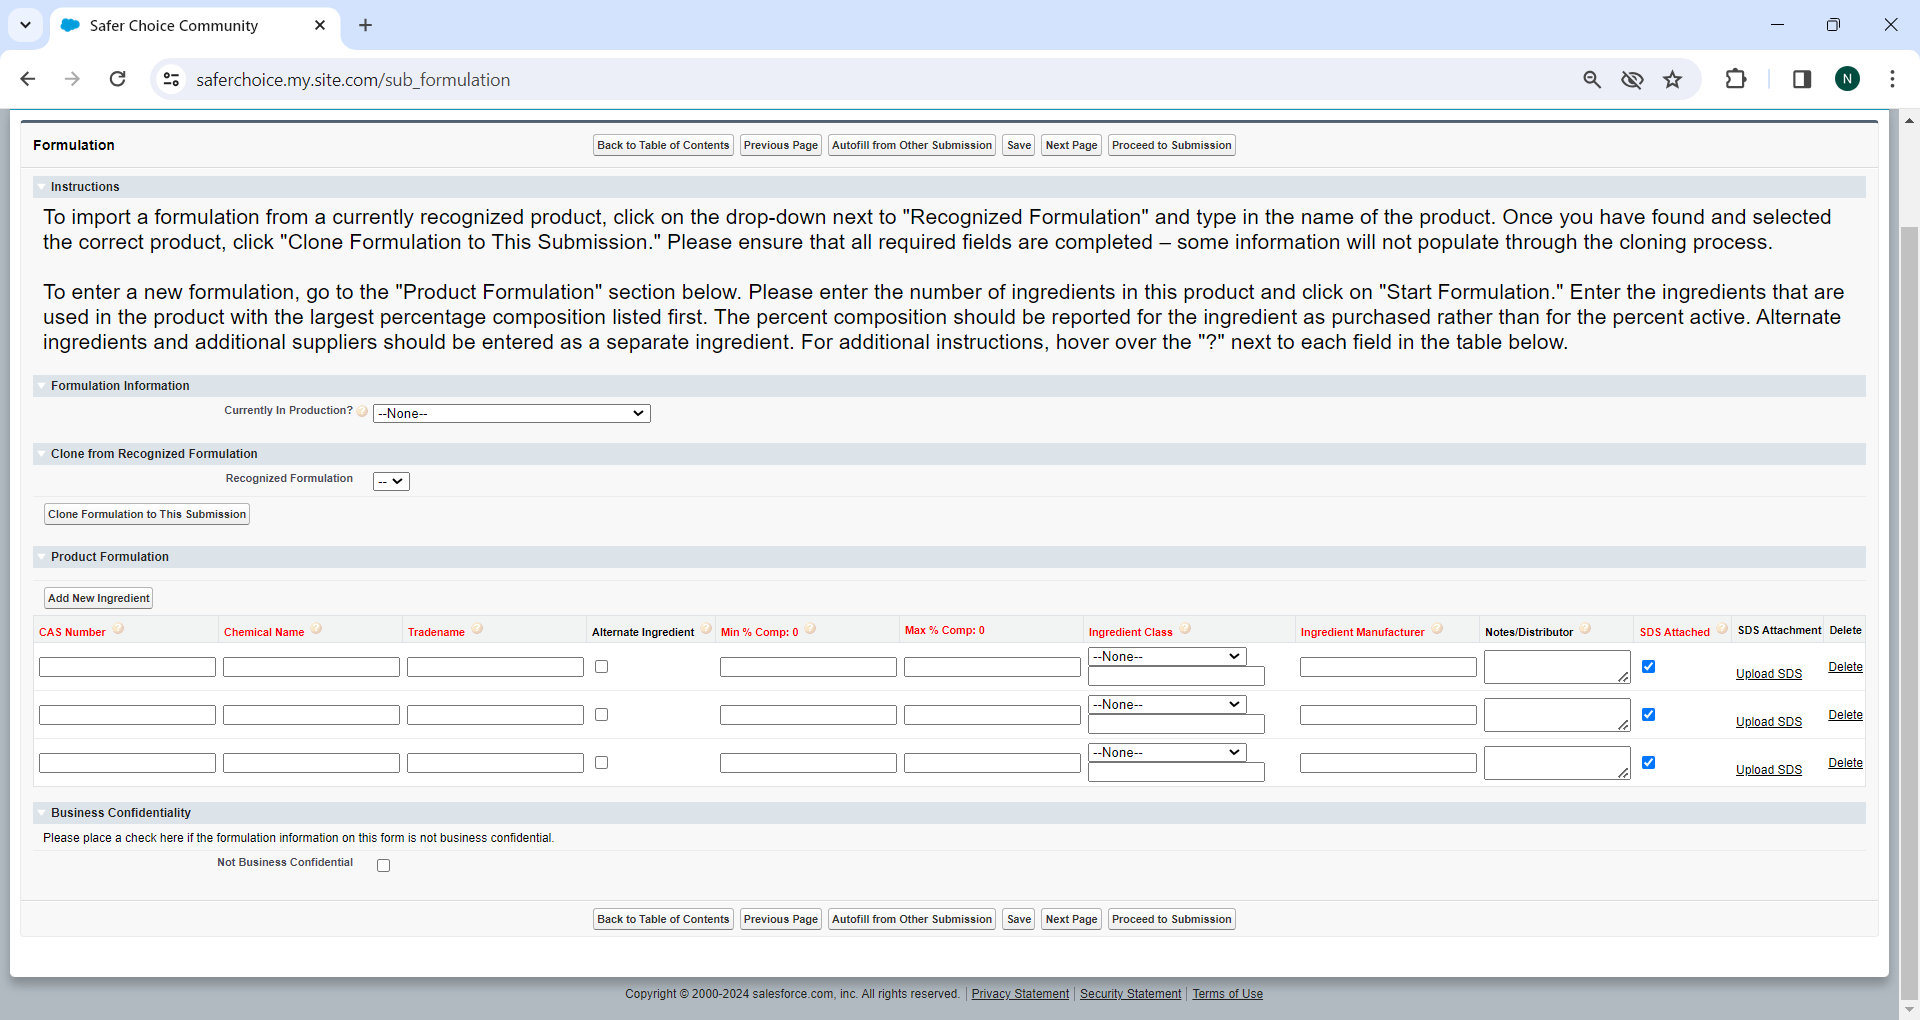 Safer Choice Community
saferchoice.my.site.com/sub_formulation
N
Formulation
Back to Table of Contents Previous Page Autofill from Other Submission Save Next Page Proceed to Submission
Instructions
To import a formulation from a currently recognized product, click on the drop-down next to "Recognized Formulation" and type in the name of the product. Once you have found and selected
the correct product, click "Clone Formulation to This Submission." Please ensure that all required fields are completed – some information will not populate through the cloning process.
To enter a new formulation, go to the "Product Formulation" section below. Please enter the number of ingredients in this product and click on "Start Formulation." Enter the ingredients that are
used in the product with the largest percentage composition listed first. The percent composition should be reported for the ingredient as purchased rather than for the percent active. Alternate
ingredients and additional suppliers should be entered as a separate ingredient. For additional instructions, hover over the "?" next to each field in the table below.
Formulation Information
Currently In Production? ? --None--
Clone from Recognized Formulation
Recognized Formulation --
Clone Formulation to This Submission
Product Formulation
Add New Ingredient
CAS Number ? Chemical Name ? Tradename ? Alternate Ingredient ? Min % Comp: 0 ? Max % Comp: 0 Ingredient Class ? Ingredient Manufacturer ? Notes/Distributor ? SDS Attached ? SDS Attachment Delete
--None-- Upload SDS Delete
--None-- Upload SDS Delete
--None-- Upload SDS Delete
Business Confidentiality
Please place a check here if the formulation information on this form is not business confidential.
Not Business Confidential
Back to Table of Contents Previous Page Autofill from Other Submission Save Next Page Proceed to Submission
Copyright © 2000-2024 salesforce.com, inc. All rights reserved. | Privacy Statement | Security Statement | Terms of Use